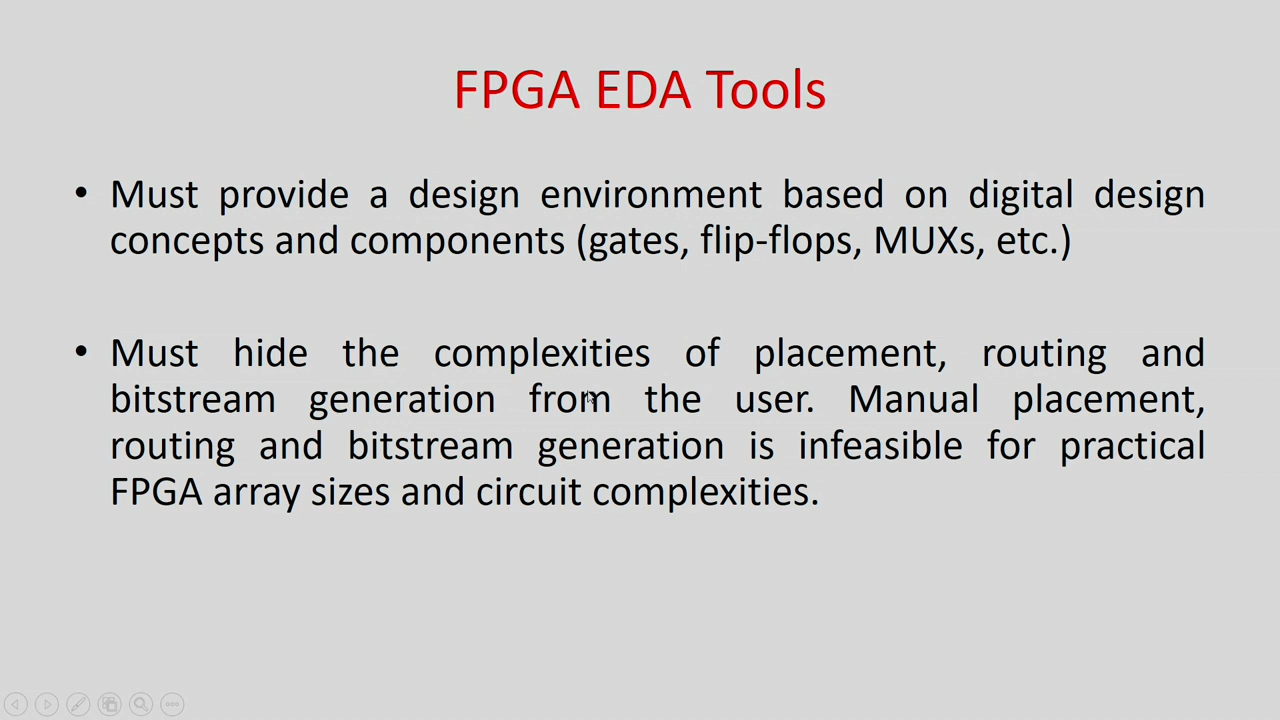 FPGA EDA Tools
• Must provide a design environment based on digital design
concepts and components (gates, flip-flops, MUXs, etc.)
• Must hide the complexities of placement, routing and
bitstream generation from the user. Manual placement,
routing and bitstream generation is infeasible for practical
FPGA array sizes and circuit complexities.